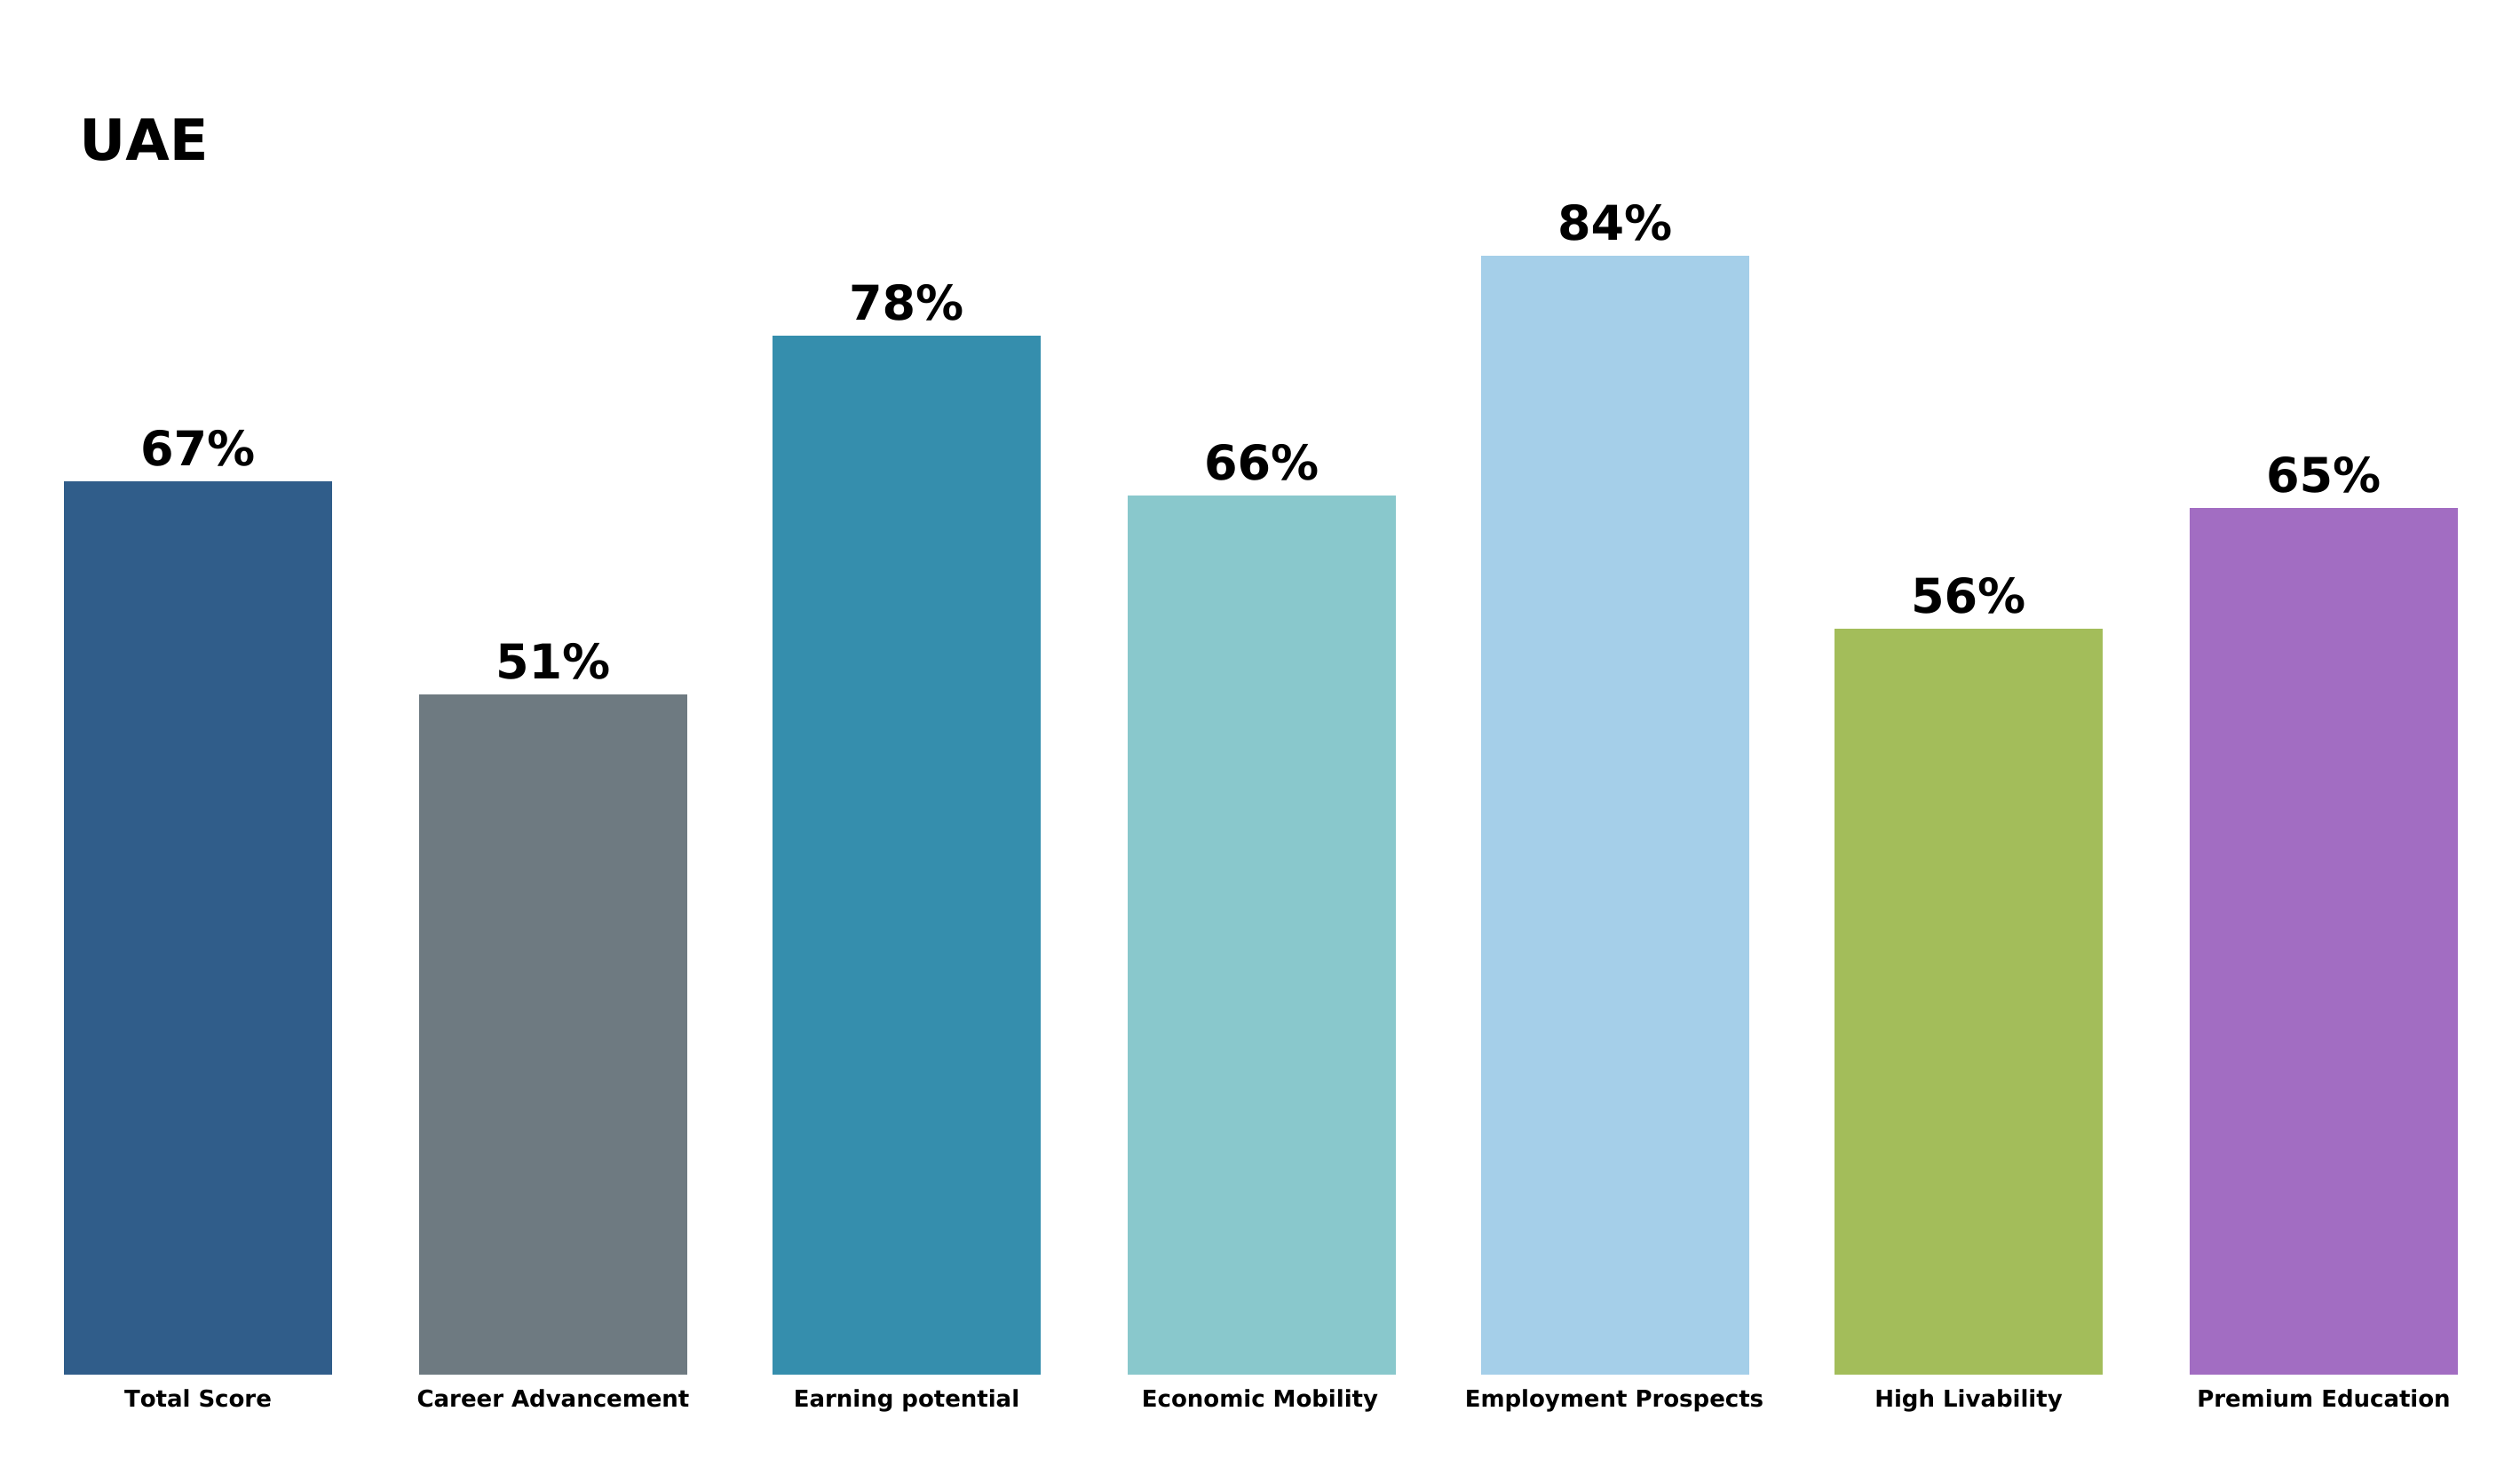 UAE
67%
51%
78%
66%
84%
56%
65%
Total Score
Career Advancement
Earning potential
Economic Mobility
Employment Prospects
High Livability
Premium Education